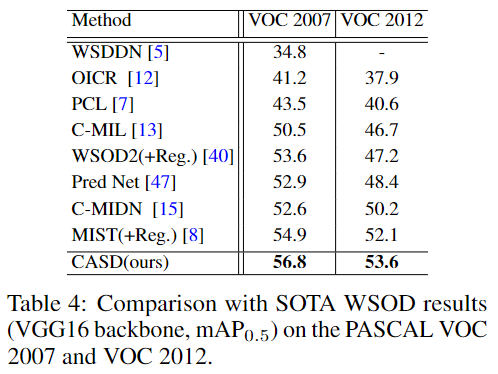 Method VOC 2007 VOC 2012
WSDDN [5] 34.8 -
OICR [12] 41.2 37.9
PCL [7] 43.5 40.6
C-MIL [13] 50.5 46.7
WSOD2(+Reg.) [40] 53.6 47.2
Pred Net [47] 52.9 48.4
C-MIDN [15] 52.6 50.2
MIST(+Reg.) [8] 54.9 52.1
CASD(ours) 56.8 53.6
Table 4: Comparison with SOTA WSOD results
(VGG16 backbone, mAP0.5) on the PASCAL VOC
2007 and VOC 2012.